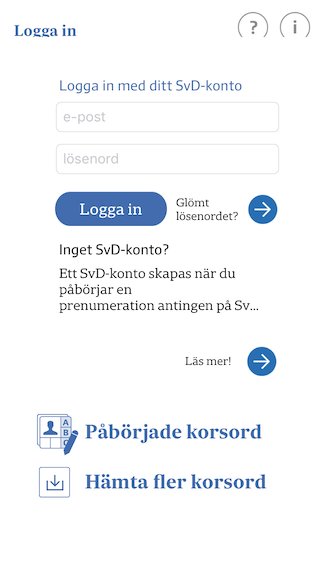 Logga in
?
i
Logga in med ditt SvD-konto
e-post
lösenord
Logga in
Glömt
lösenordet?
Inget SvD-konto?
Ett SvD-konto skapas när du
påbörjar en
prenumeration antingen på Sv...
Läs mer!
A
B
C
Påbörjade korsord
Hämta fler korsord